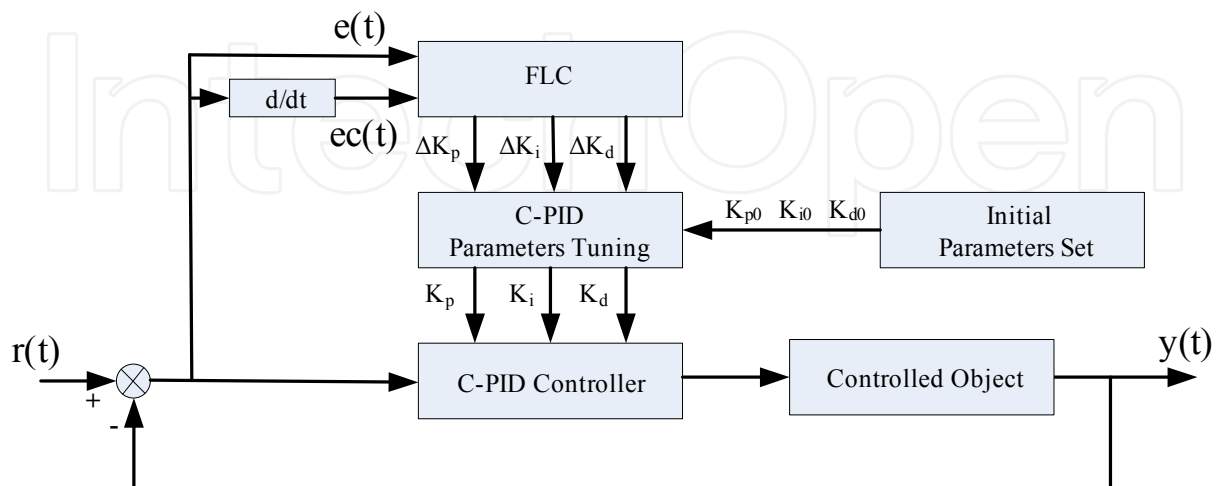 IntechOpen
e(t)
FLC
d/dt
ec(t)
ΔKp ΔKi ΔKd
C-PID
Parameters Tuning
Kp0 Ki0 Kd0
Initial
Parameters Set
Kp Ki Kd
r(t)
+
-
C-PID Controller
Controlled Object
y(t)